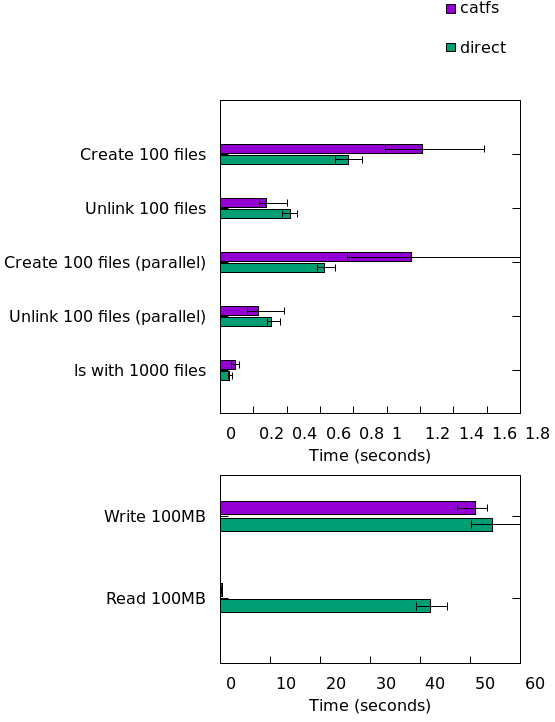 catfs
direct
Create 100 files
Unlink 100 files
Create 100 files (parallel)
Unlink 100 files (parallel)
ls with 1000 files
0 0.2 0.4 0.6 0.8 1 1.2 1.4 1.6 1.8
Time (seconds)
Write 100MB
Read 100MB
0 10 20 30 40 50 60
Time (seconds)